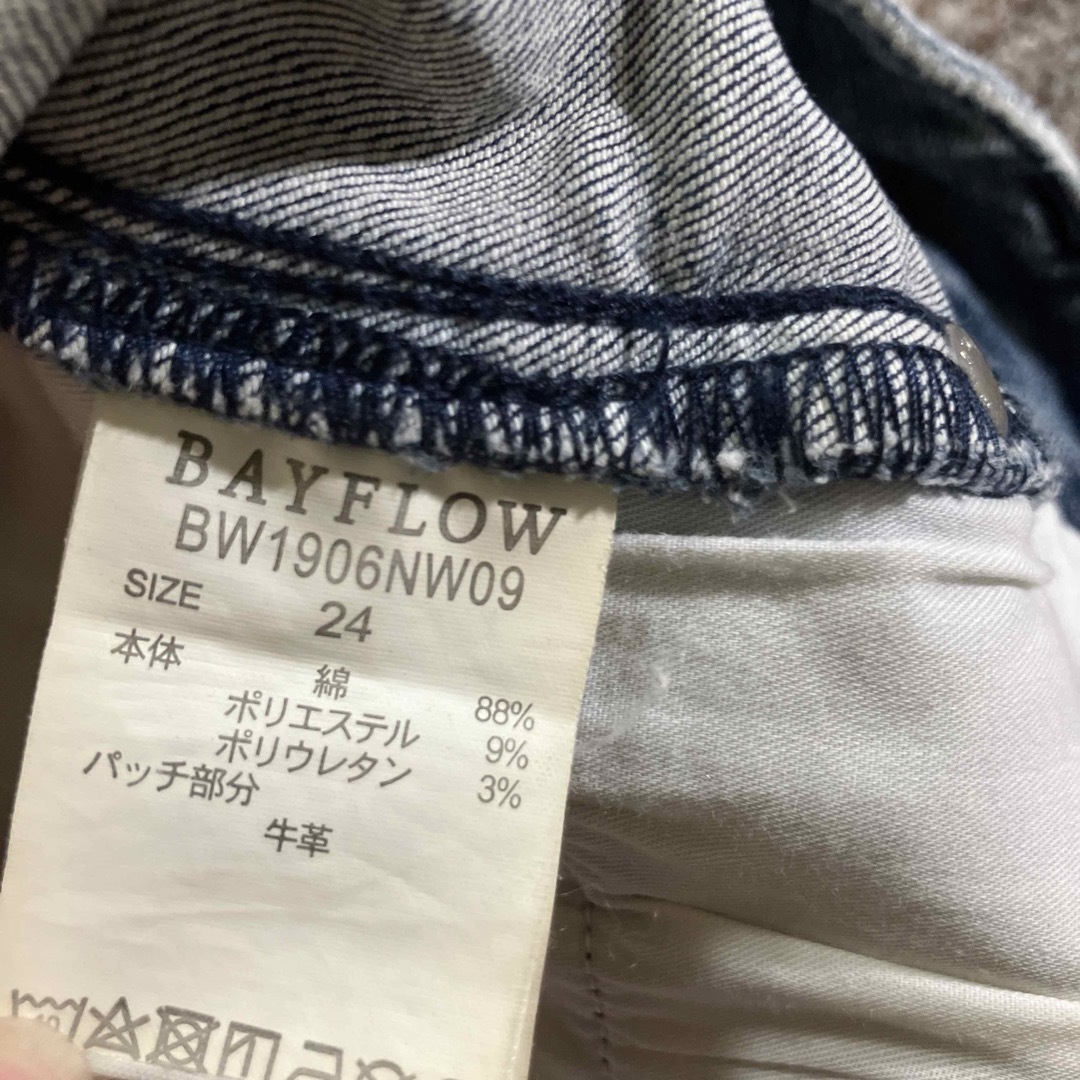 BAYFLOW
BW1906NW09
SIZE 24
本体
綿 88%
ポリエステル 9%
ポリウレタン 3%
パッチ部分
牛革